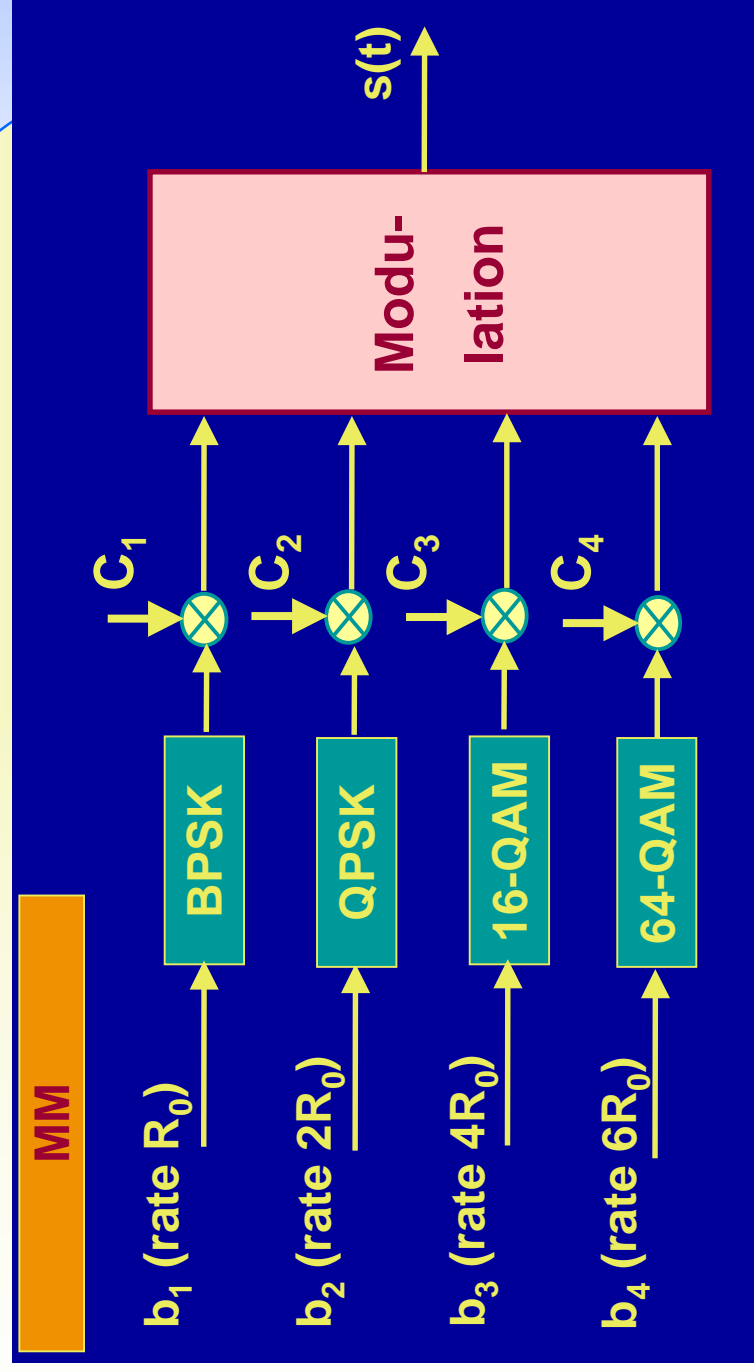 MM
b₁ (rate R₀)
BPSK
C₁
b₂ (rate 2R₀)
QPSK
C₂
b₃ (rate 4R₀)
16-QAM
C₃
b₄ (rate 6R₀)
64-QAM
C₄
Modu-
lation
s(t)